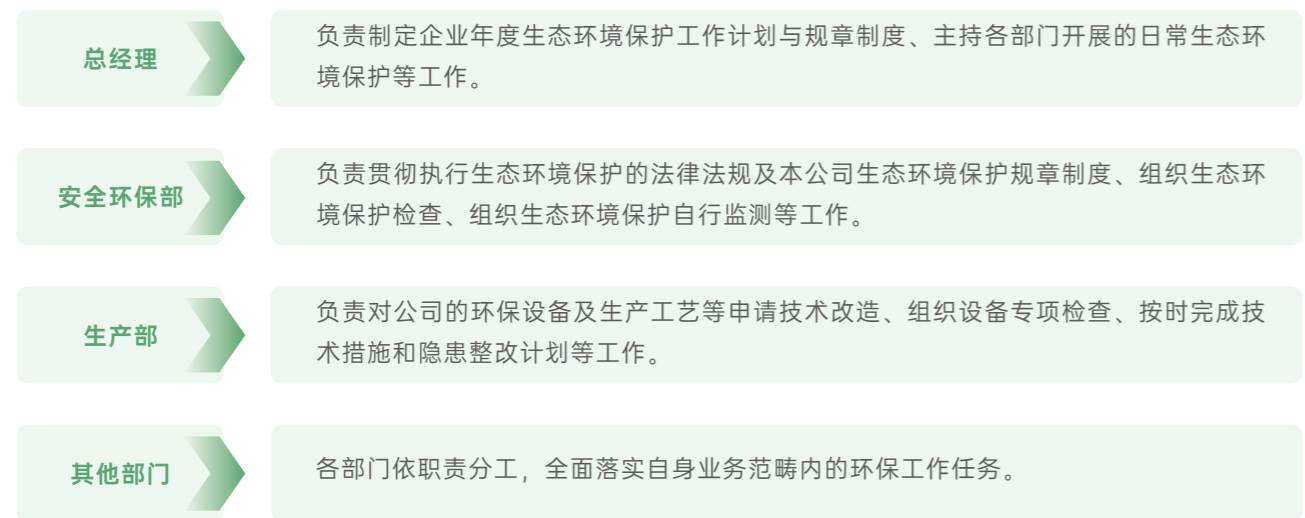 总经理
负责制定企业年度生态环境保护工作计划与规章制度、主持各部门开展的日常生态环
境保护等工作。
安全环保部
负责贯彻执行生态环境保护的法律法规及本公司生态环境保护规章制度、组织生态环
境保护检查、组织生态环境保护自行监测等工作。
生产部
负责对公司的环保设备及生产工艺等申请技术改造、组织设备专项检查、按时完成技
术措施和隐患整改计划等工作。
其他部门
各部门依职责分工，全面落实自身业务范畴内的环保工作任务。